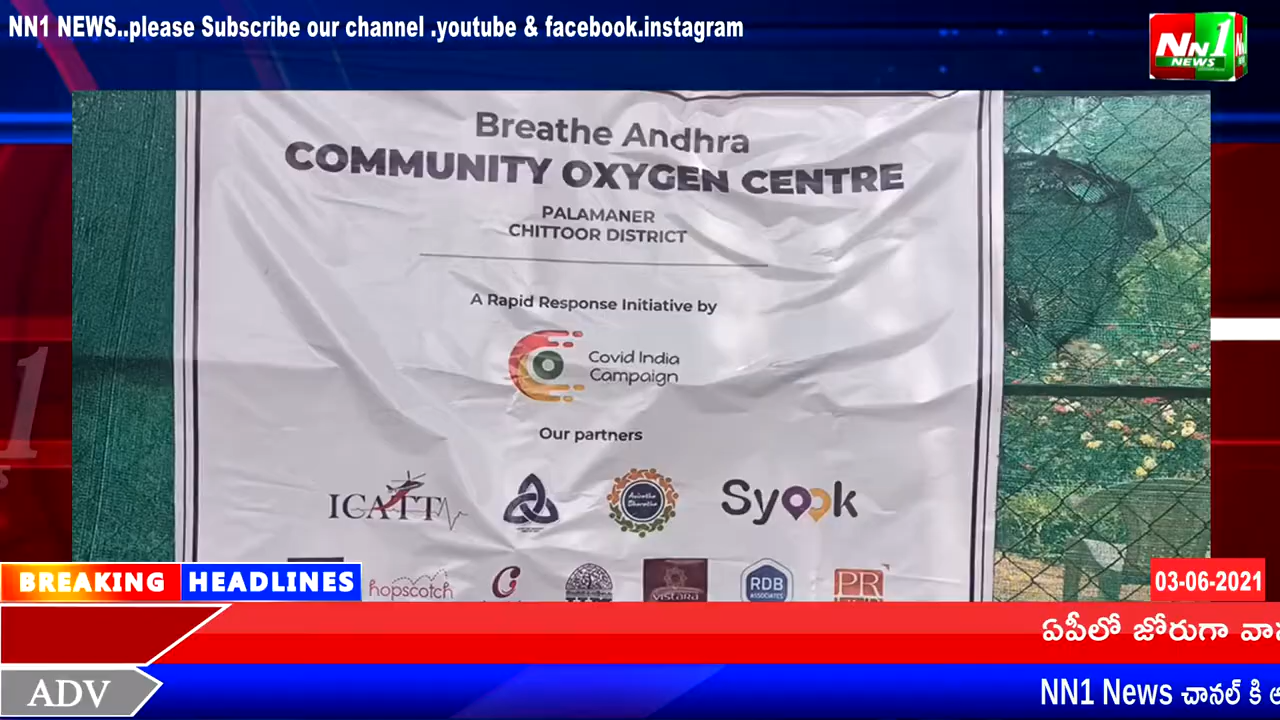 NN1 NEWS..please Subscribe our channel .youtube & facebook.instagram
NN1
NEWS
Breathe Andhra
COMMUNITY OXYGEN CENTRE
PALAMANER
CHITTOOR DISTRICT
A Rapid Response Initiative by
Covid India
Campaign
Our partners
ICATT
Syook
hopscotch
vistara
RDB
ASSOCIATES
PR
BREAKING HEADLINES
03-06-2021
ఏపీలో జోరుగా
ADV
NN1 News చానల్ కి